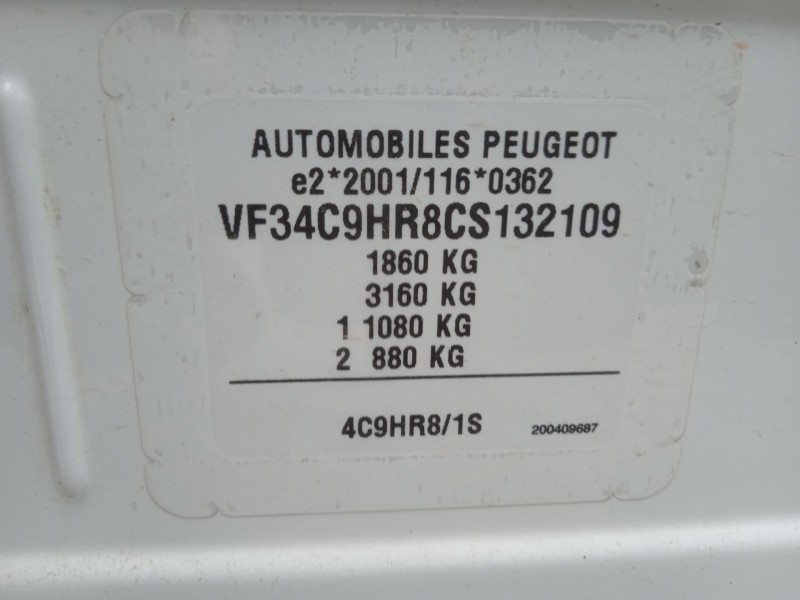 AUTOMOBILES PEUGEOT
e2*2001/116*0362
VF34C9HR8CS132109
1860 KG
3160 KG
1 1080 KG
2 880 KG
4C9HR8/1S 200409687